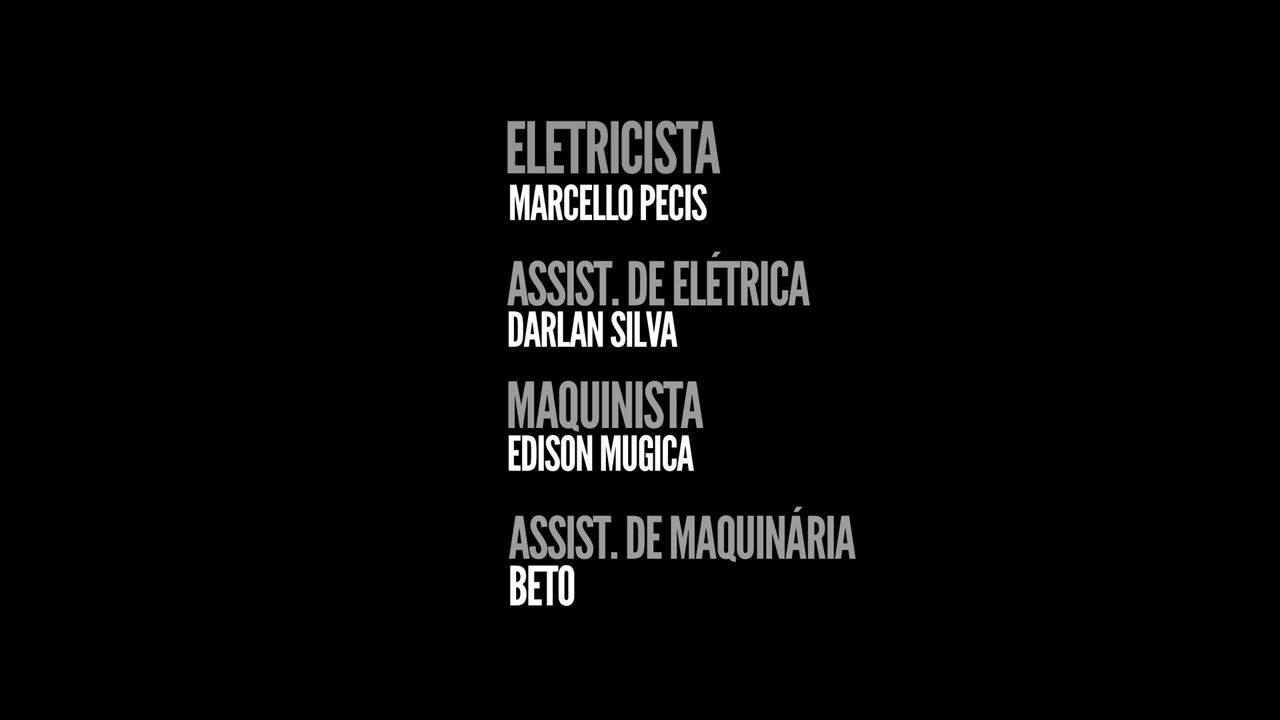 ELETRICISTA
MARCELLO PECIS
ASSIST. DE ELÉTRICA
DARLAN SILVA
MAQUINISTA
EDISON MUGICA
ASSIST. DE MAQUINÁRIA
BETO